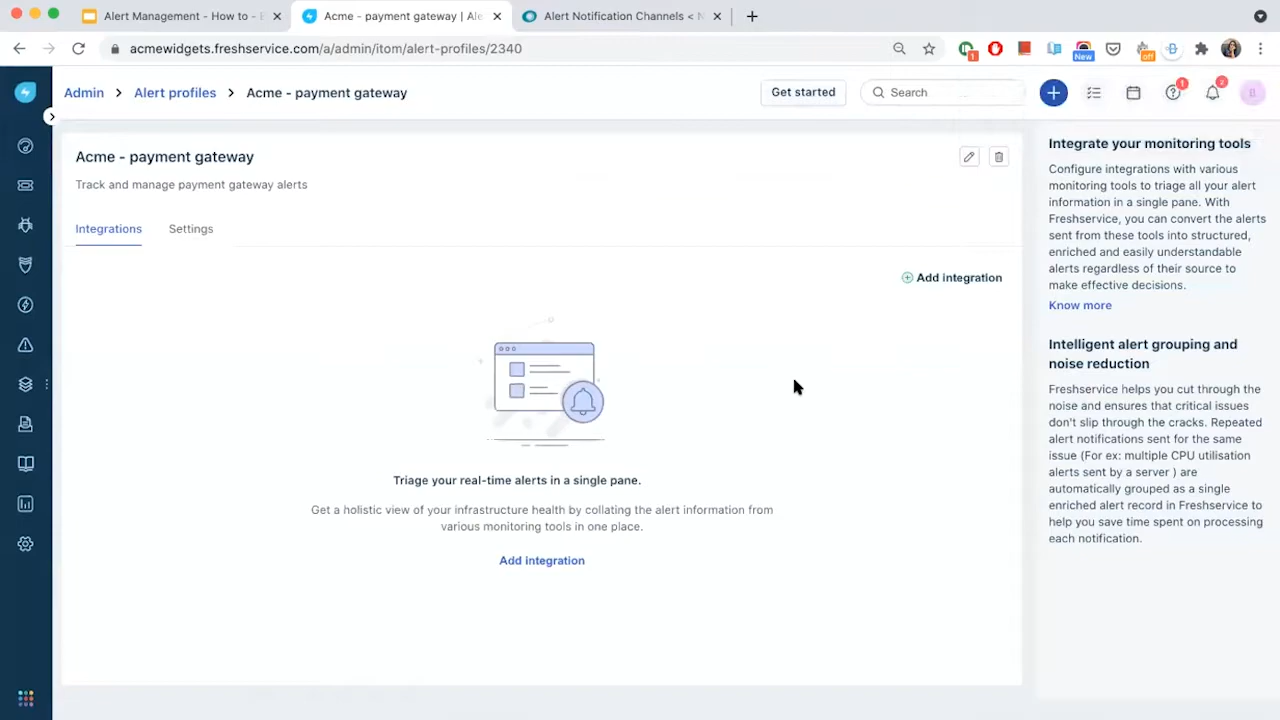 Alert Management - How to - E
Acme - payment gateway | Ale
Alert Notification Channels < N
acmewidgets.freshservice.com/a/admin/itom/alert-profiles/2340
1
New
off
Admin > Alert profiles > Acme - payment gateway
Get started
Search
1
2
B
Acme - payment gateway
Track and manage payment gateway alerts
Integrations
Settings
Add integration
Triage your real-time alerts in a single pane.
Get a holistic view of your infrastructure health by collating the alert information from
various monitoring tools in one place.
Add integration
Integrate your monitoring tools
Configure integrations with various
monitoring tools to triage all your alert
information in a single pane. With
Freshservice, you can convert the alerts
sent from these tools into structured,
enriched and easily understandable
alerts regardless of their source to
make effective decisions.
Know more
Intelligent alert grouping and
noise reduction
Freshservice helps you cut through the
noise and ensures that critical issues
don't slip through the cracks. Repeated
alert notifications sent for the same
issue (For ex: multiple CPU utilisation
alerts sent by a server ) are
automatically grouped as a single
enriched alert record in Freshservice to
help you save time spent on processing
each notification.